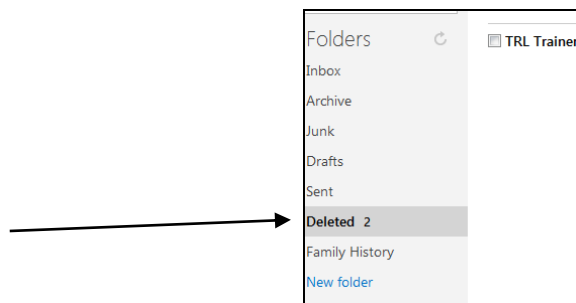 Folders
TRL Trainer
Inbox
Archive
Junk
Drafts
Sent
Deleted 2
Family History
New folder